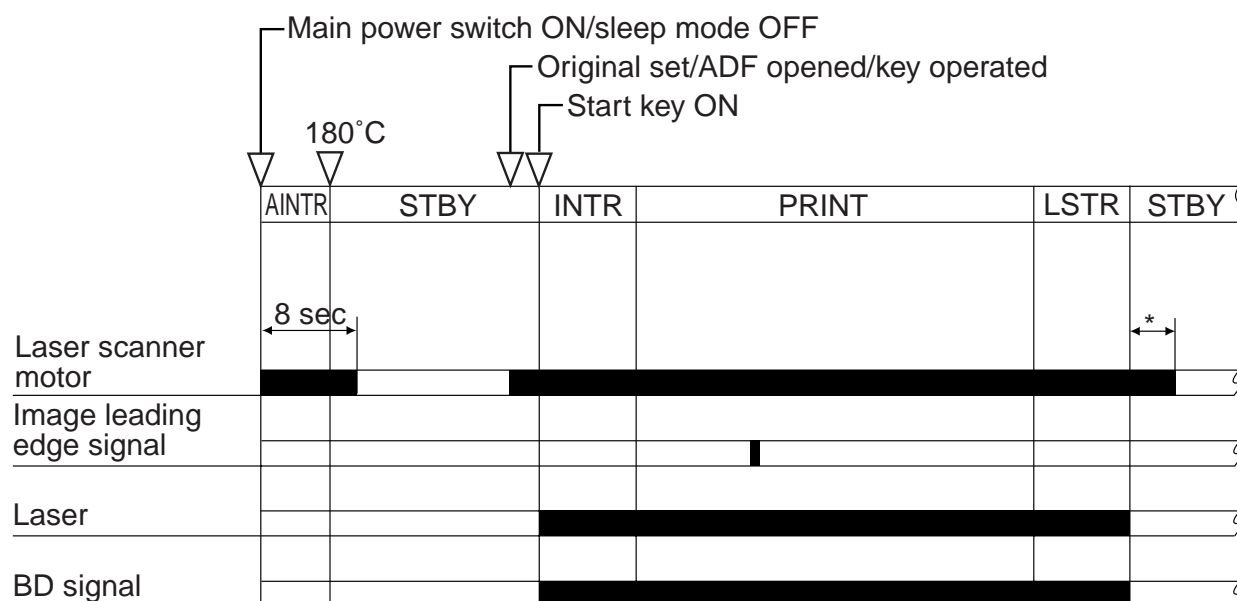 Main power switch ON/sleep mode OFF
Original set/ADF opened/key operated
Start key ON
180˚C
AINTR STBY INTR PRINT LSTR STBY
8 sec
*
Laser scanner
motor
Image leading
edge signal
Laser
BD signal